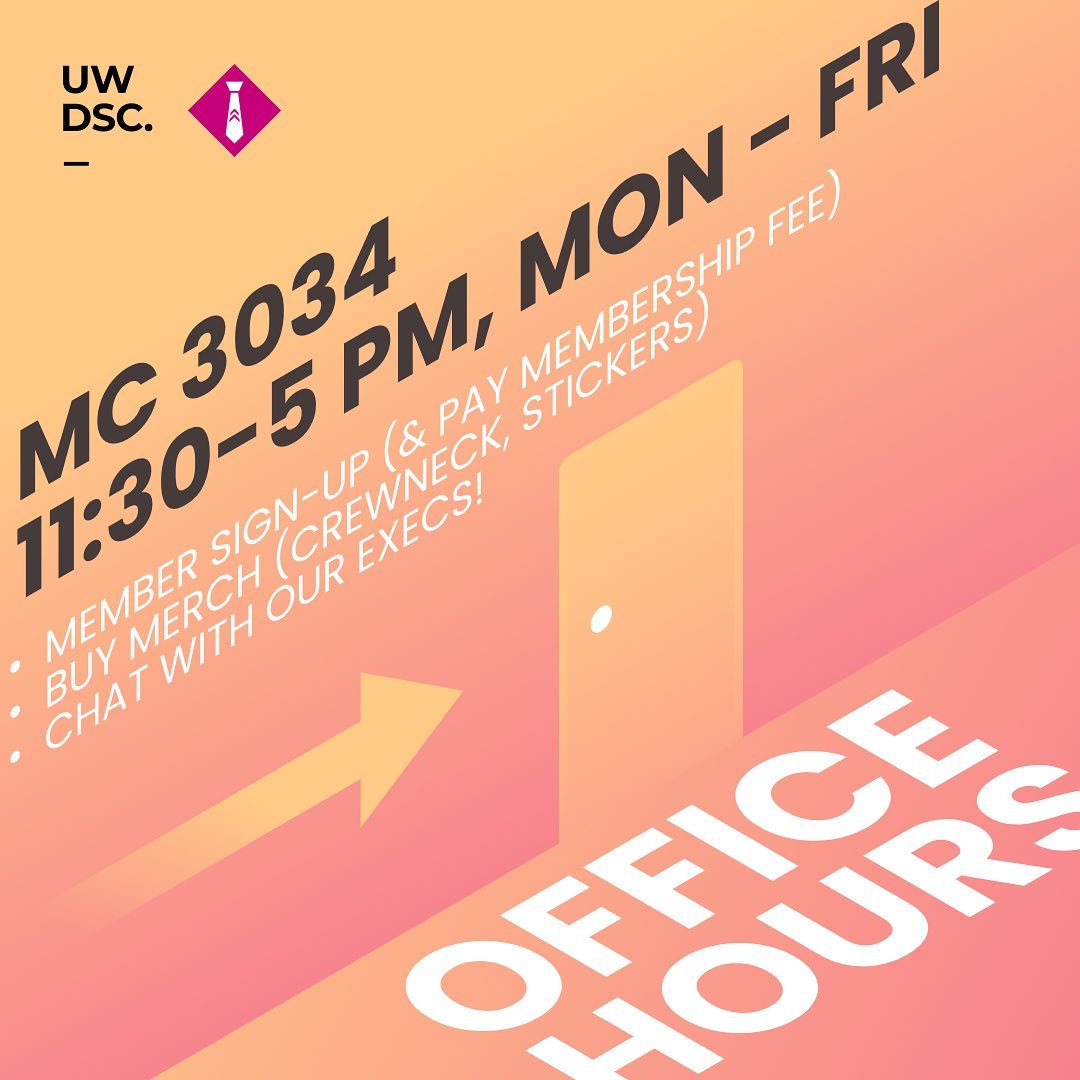 UW
DSC.
MC 3034
11:30-5 PM, MON - FRI
• MEMBER SIGN-UP (& PAY MEMBERSHIP FEE)
• BUY MERCH (CREWNECK, STICKERS)
• CHAT WITH OUR EXECS!
OFFICE
HOURS